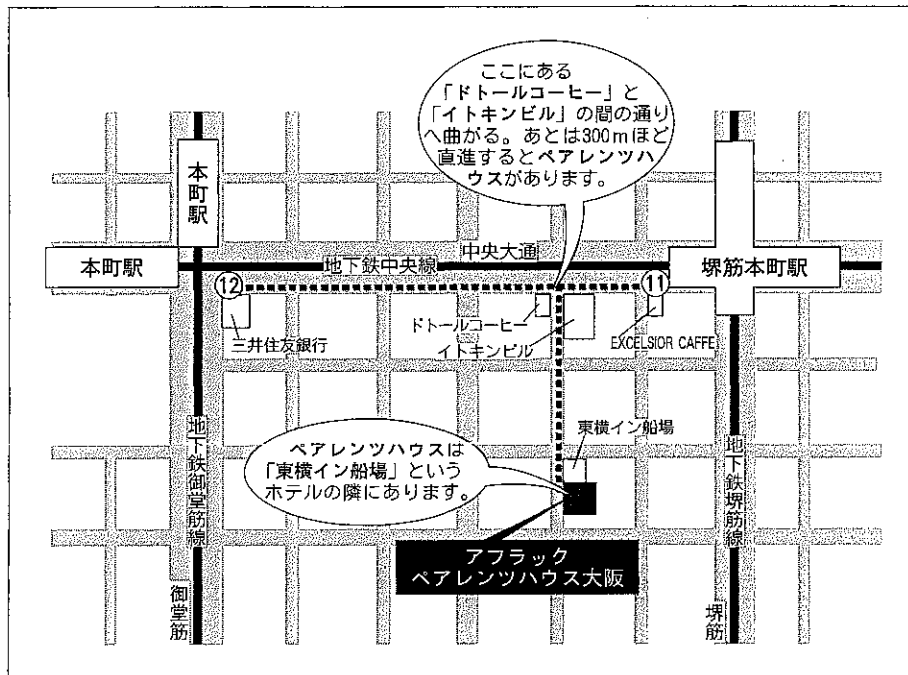 ここにある
「ドトールコーヒー」と
「イトキンビル」の間の通り
へ曲がる。あとは300mほど
直進するとペアレンツハ
ウスがあります。
本町駅
本町駅
地下鉄中央線
中央大通
堺筋本町駅
⑫
⑪
三井住友銀行
ドトールコーヒー
イトキンビル
EXCELSIOR CAFFE
東横イン船場
ペアレンツハウスは
「東横イン船場」という
ホテルの隣にあります。
地下鉄御堂筋線
地下鉄堺筋線
アフラック
ペアレンツハウス大阪
御堂筋
堺筋